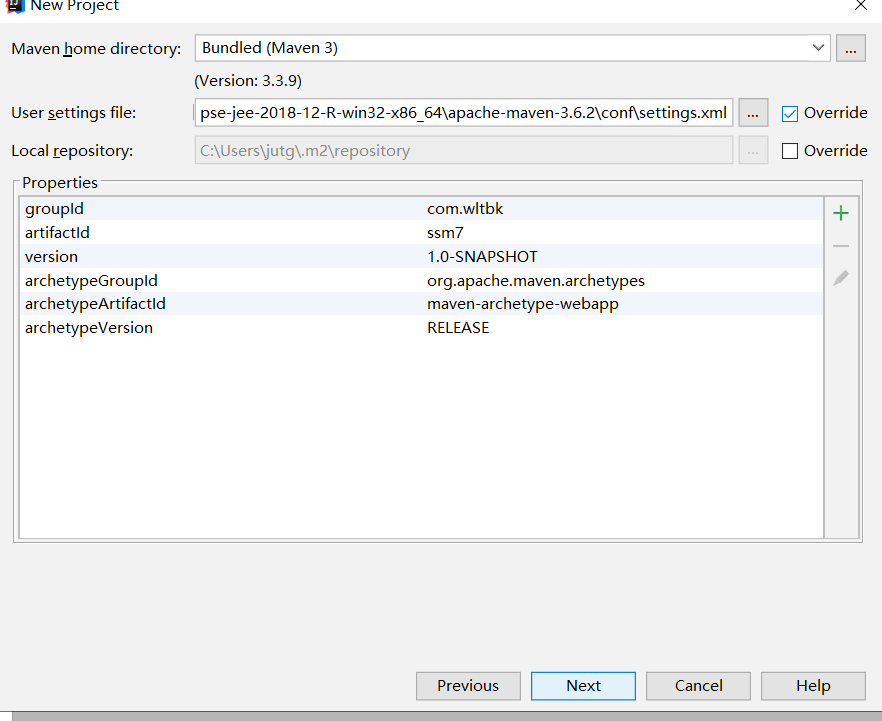 New Project
Maven home directory: Bundled (Maven 3) ...
(Version: 3.3.9)
User settings file: pse-jee-2018-12-R-win32-x86_64\apache-maven-3.6.2\conf\settings.xml ... Override
Local repository: C:\Users\jutg\.m2\repository ... Override
Properties
groupId com.wltbk
artifactId ssm7
version 1.0-SNAPSHOT
archetypeGroupId org.apache.maven.archetypes
archetypeArtifactId maven-archetype-webapp
archetypeVersion RELEASE
Previous Next Cancel Help